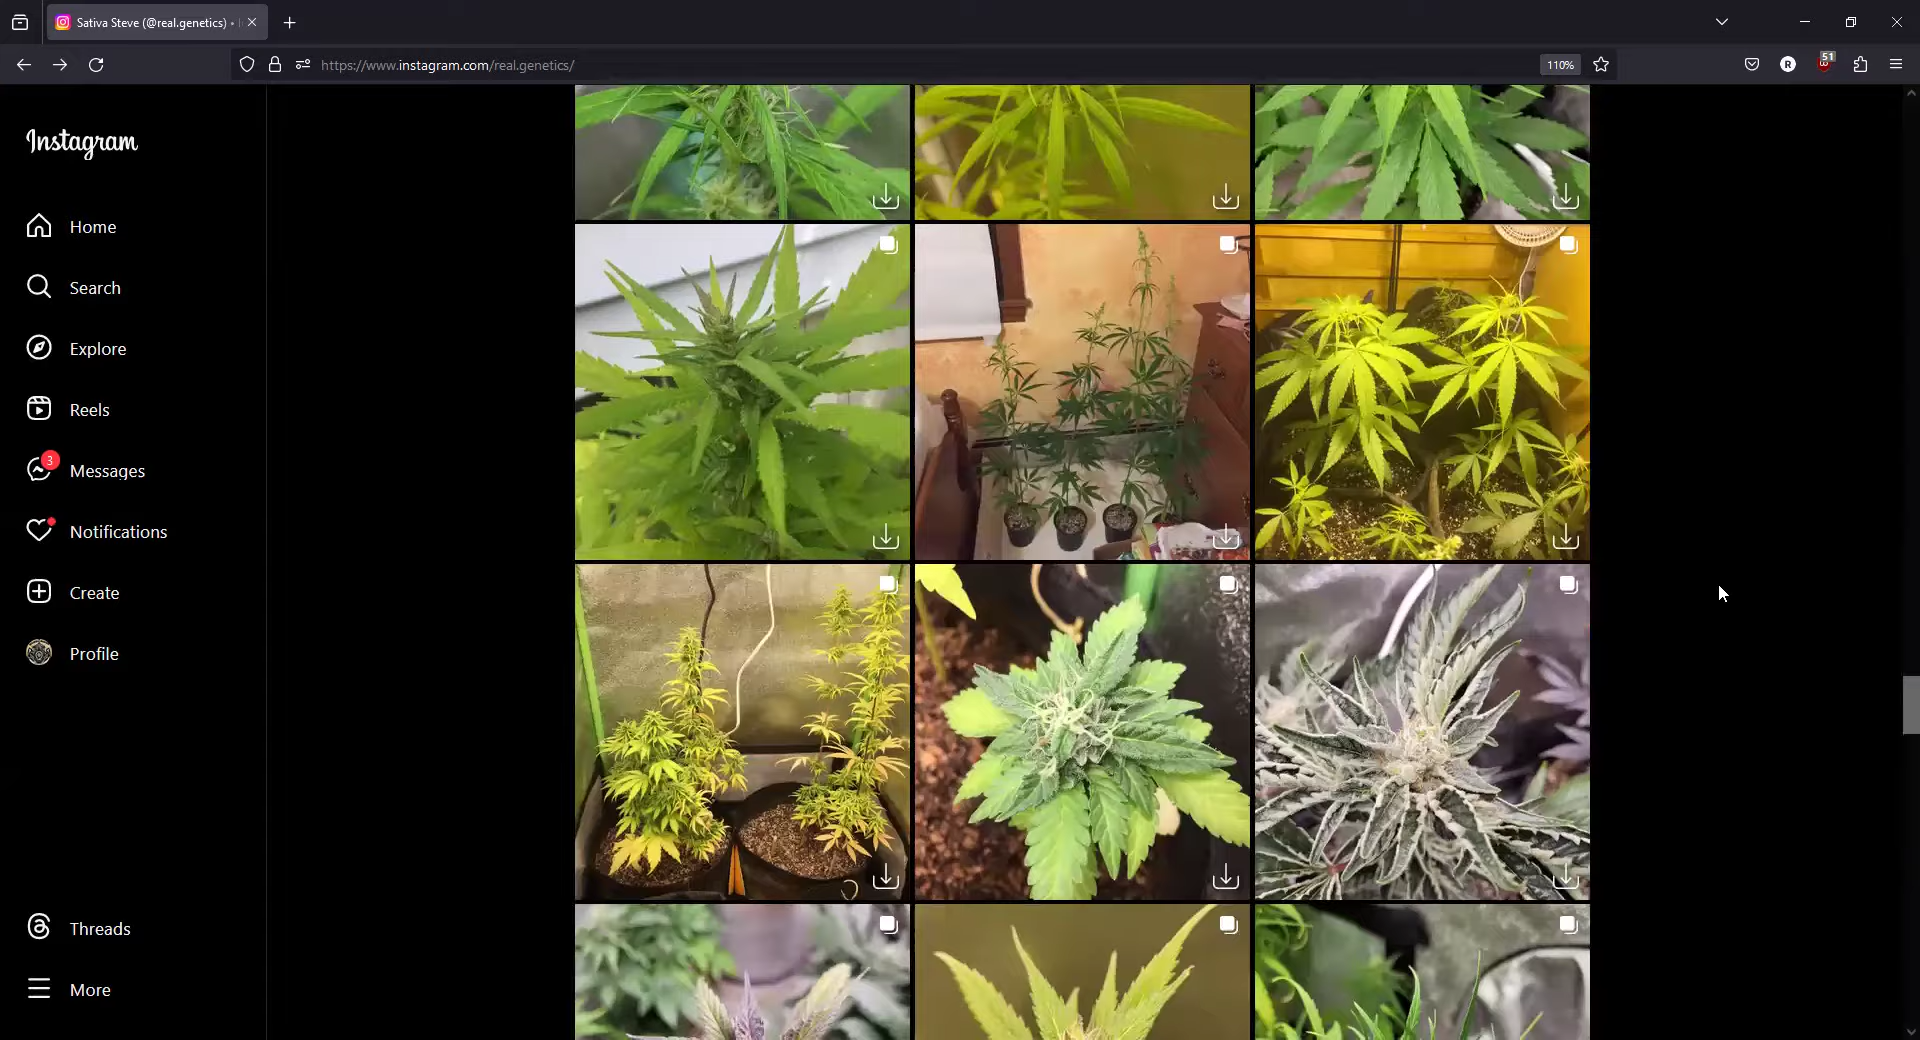 Sativa Steve (@real.genetics) •
https://www.instagram.com/real.genetics/
110%
R
51
Instagram
Home
Search
Explore
Reels
3
Messages
Notifications
Create
Profile
Threads
More